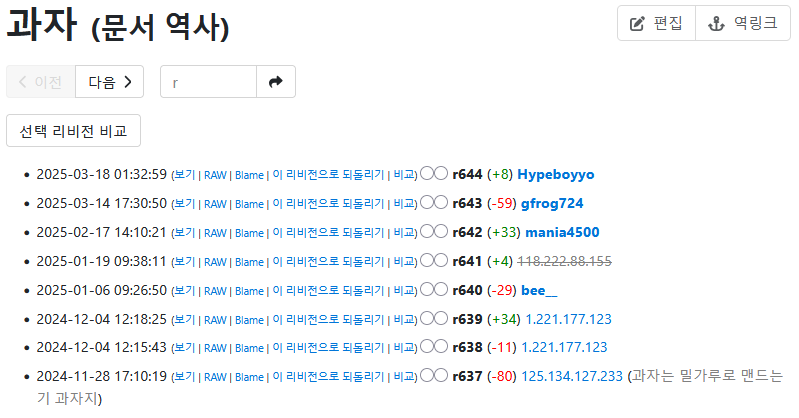 과자 (문서 역사)
편집 역링크
이전 다음 r
선택 리비전 비교
2025-03-18 01:32:59 (보기 | RAW | Blame | 이 리비전으로 되돌리기 | 비교) r644 (+8) Hypeboyyo
2025-03-14 17:30:50 (보기 | RAW | Blame | 이 리비전으로 되돌리기 | 비교) r643 (-59) gfrog724
2025-02-17 14:10:21 (보기 | RAW | Blame | 이 리비전으로 되돌리기 | 비교) r642 (+33) mania4500
2025-01-19 09:38:11 (보기 | RAW | Blame | 이 리비전으로 되돌리기 | 비교) r641 (+4) 118.222.88.155
2025-01-06 09:26:50 (보기 | RAW | Blame | 이 리비전으로 되돌리기 | 비교) r640 (-29) bee__
2024-12-04 12:18:25 (보기 | RAW | Blame | 이 리비전으로 되돌리기 | 비교) r639 (+34) 1.221.177.123
2024-12-04 12:15:43 (보기 | RAW | Blame | 이 리비전으로 되돌리기 | 비교) r638 (-11) 1.221.177.123
2024-11-28 17:10:19 (보기 | RAW | Blame | 이 리비전으로 되돌리기 | 비교) r637 (-80) 125.134.127.233 (과자는 밀가루로 맨드는
기 과자지)